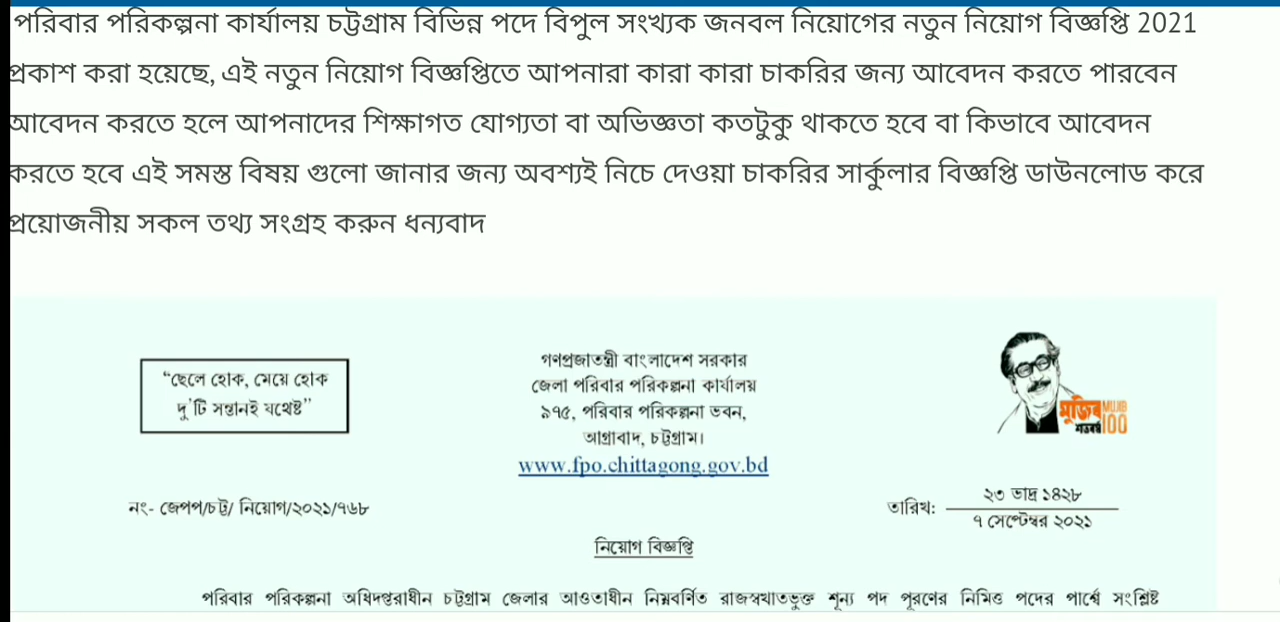 পরিবার পরিকল্পনা কার্যালয় চট্টগ্রাম বিভিন্ন পদে বিপুল সংখ্যক জনবল নিয়োগের নতুন নিয়োগ বিজ্ঞপ্তি 2021
প্রকাশ করা হয়েছে, এই নতুন নিয়োগ বিজ্ঞপ্তিতে আপনারা কারা কারা চাকরির জন্য আবেদন করতে পারবেন
আবেদন করতে হলে আপনাদের শিক্ষাগত যোগ্যতা বা অভিজ্ঞতা কতটুকু থাকতে হবে বা কিভাবে আবেদন
করতে হবে এই সমস্ত বিষয় গুলো জানার জন্য অবশ্যই নিচে দেওয়া চাকরির সার্কুলার বিজ্ঞপ্তি ডাউনলোড করে
প্রয়োজনীয় সকল তথ্য সংগ্রহ করুন ধন্যবাদ
“ছেলে হোক, মেয়ে হোক
দু'টি সন্তানই যথেষ্ট”
গণপ্রজাতন্ত্রী বাংলাদেশ সরকার
জেলা পরিবার পরিকল্পনা কার্যালয়
১৭৫, পরিবার পরিকল্পনা ভবন,
আগ্রাবাদ, চট্টগ্রাম।
www.fpo.chittagong.gov.bd
মুজিব MUJIB
শতবর্ষ 100
নং- জেপপ/চট্ট/ নিয়োগ/২০২১/৭৬৮
তারিখ: ২৩ ভাদ্র ১৪২৮
৭ সেপ্টেম্বর ২০২১
নিয়োগ বিজ্ঞপ্তি
পরিবার পরিকল্পনা অধিদপ্তরাধীন চট্টগ্রাম জেলার আওতাধীন নিম্নবর্ণিত রাজস্বখাতভুক্ত শূন্য পদ পূরণের নিমিত্ত পদের পার্শ্বে সংশ্লিষ্ট